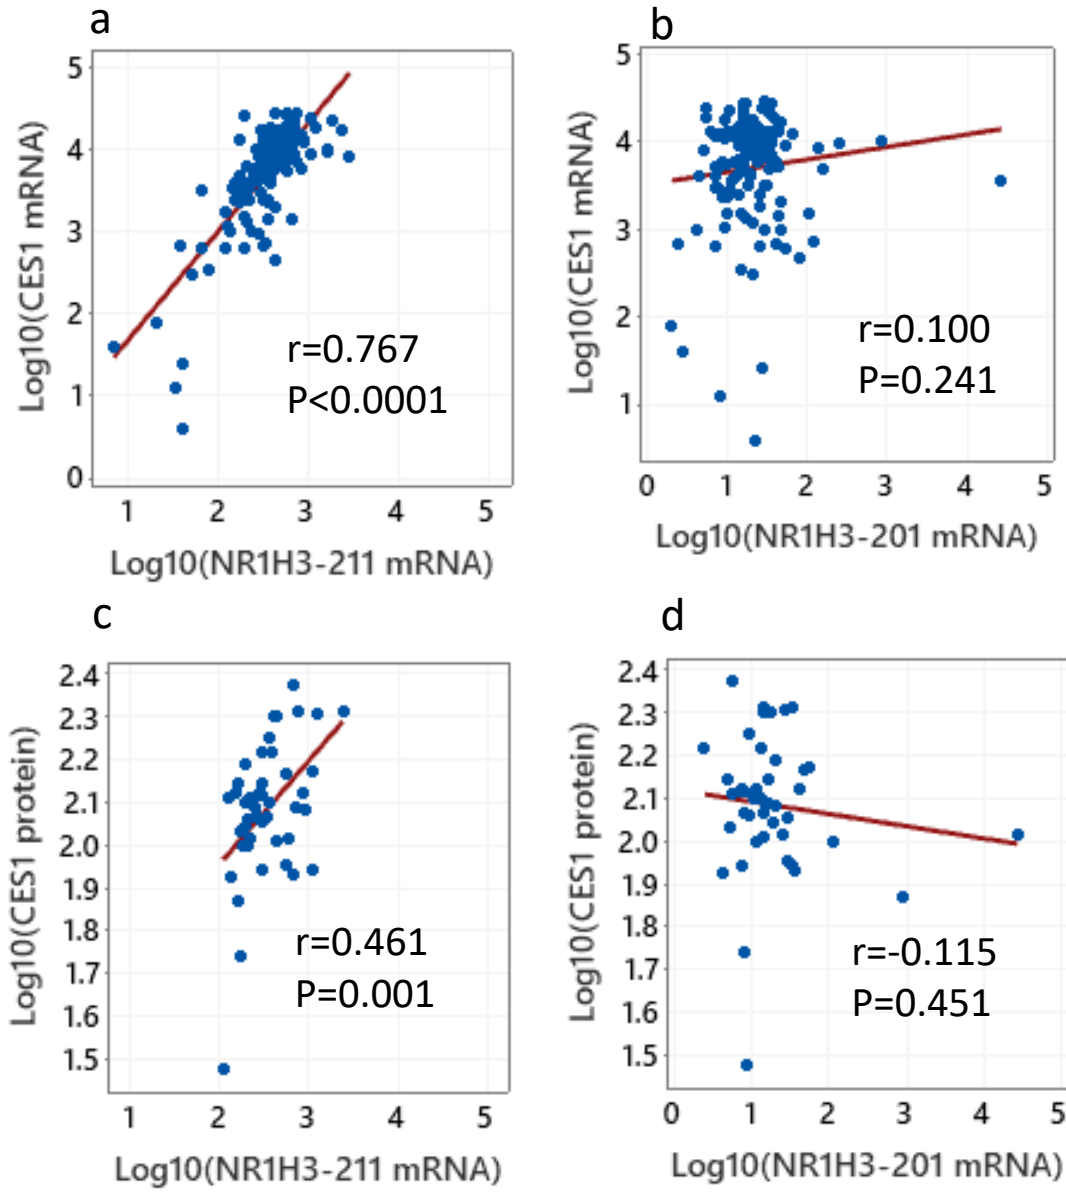 a
5
4
3
2
1
0
Log10(CES1 mRNA)
r=0.767
P<0.0001
1 2 3 4 5
Log10(NR1H3-211 mRNA)
b
5
4
3
2
1
Log10(CES1 mRNA)
r=0.100
P=0.241
0 1 2 3 4 5
Log10(NR1H3-201 mRNA)
c
2.4
2.3
2.2
2.1
2.0
1.9
1.8
1.7
1.6
1.5
Log10(CES1 protein)
r=0.461
P=0.001
1 2 3 4 5
Log10(NR1H3-211 mRNA)
d
2.4
2.3
2.2
2.1
2.0
1.9
1.8
1.7
1.6
1.5
Log10(CES1 protein)
r=-0.115
P=0.451
0 1 2 3 4 5
Log10(NR1H3-201 mRNA)